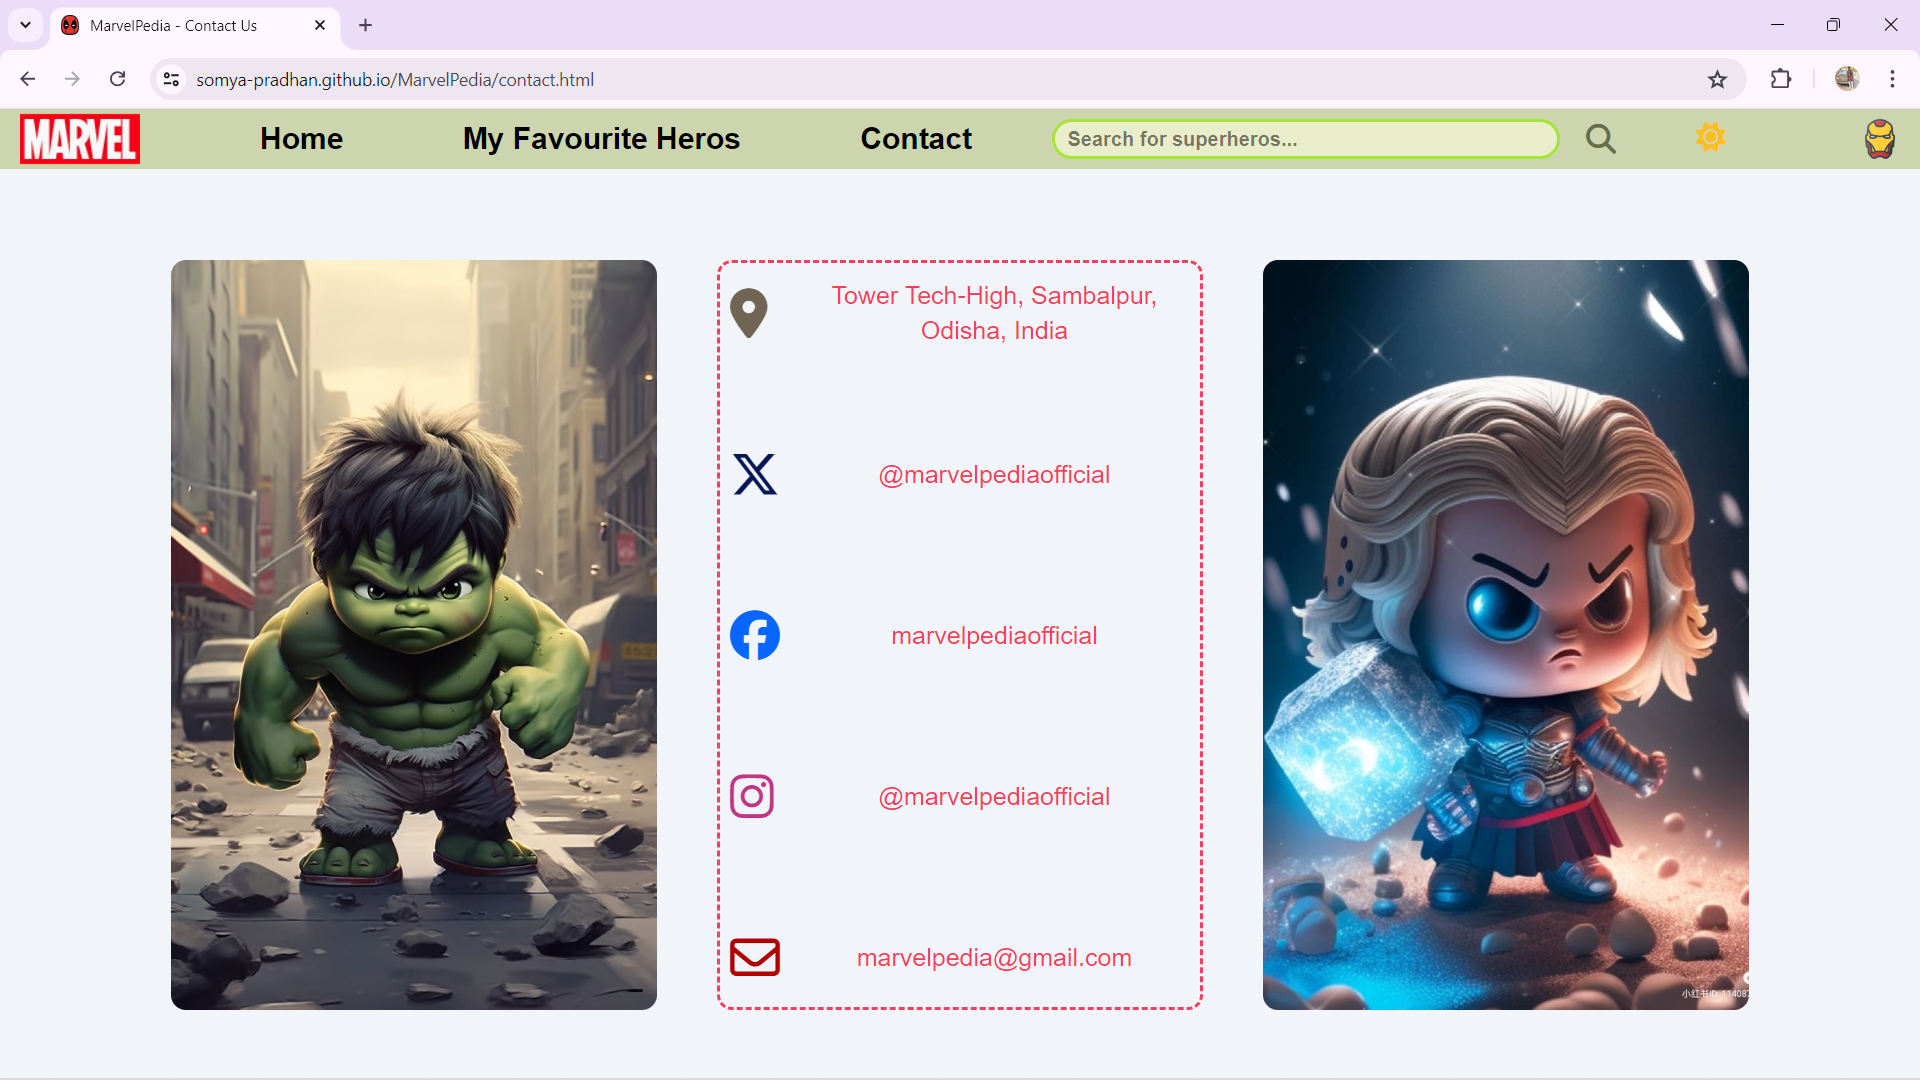 MarvelPedia - Contact Us
somya-pradhan.github.io/MarvelPedia/contact.html
MARVEL
Home
My Favourite Heros
Contact
Search for superheros...
Tower Tech-High, Sambalpur,
Odisha, India
@marvelpediaofficial
marvelpediaofficial
@marvelpediaofficial
marvelpedia@gmail.com
小红书ID: 114087